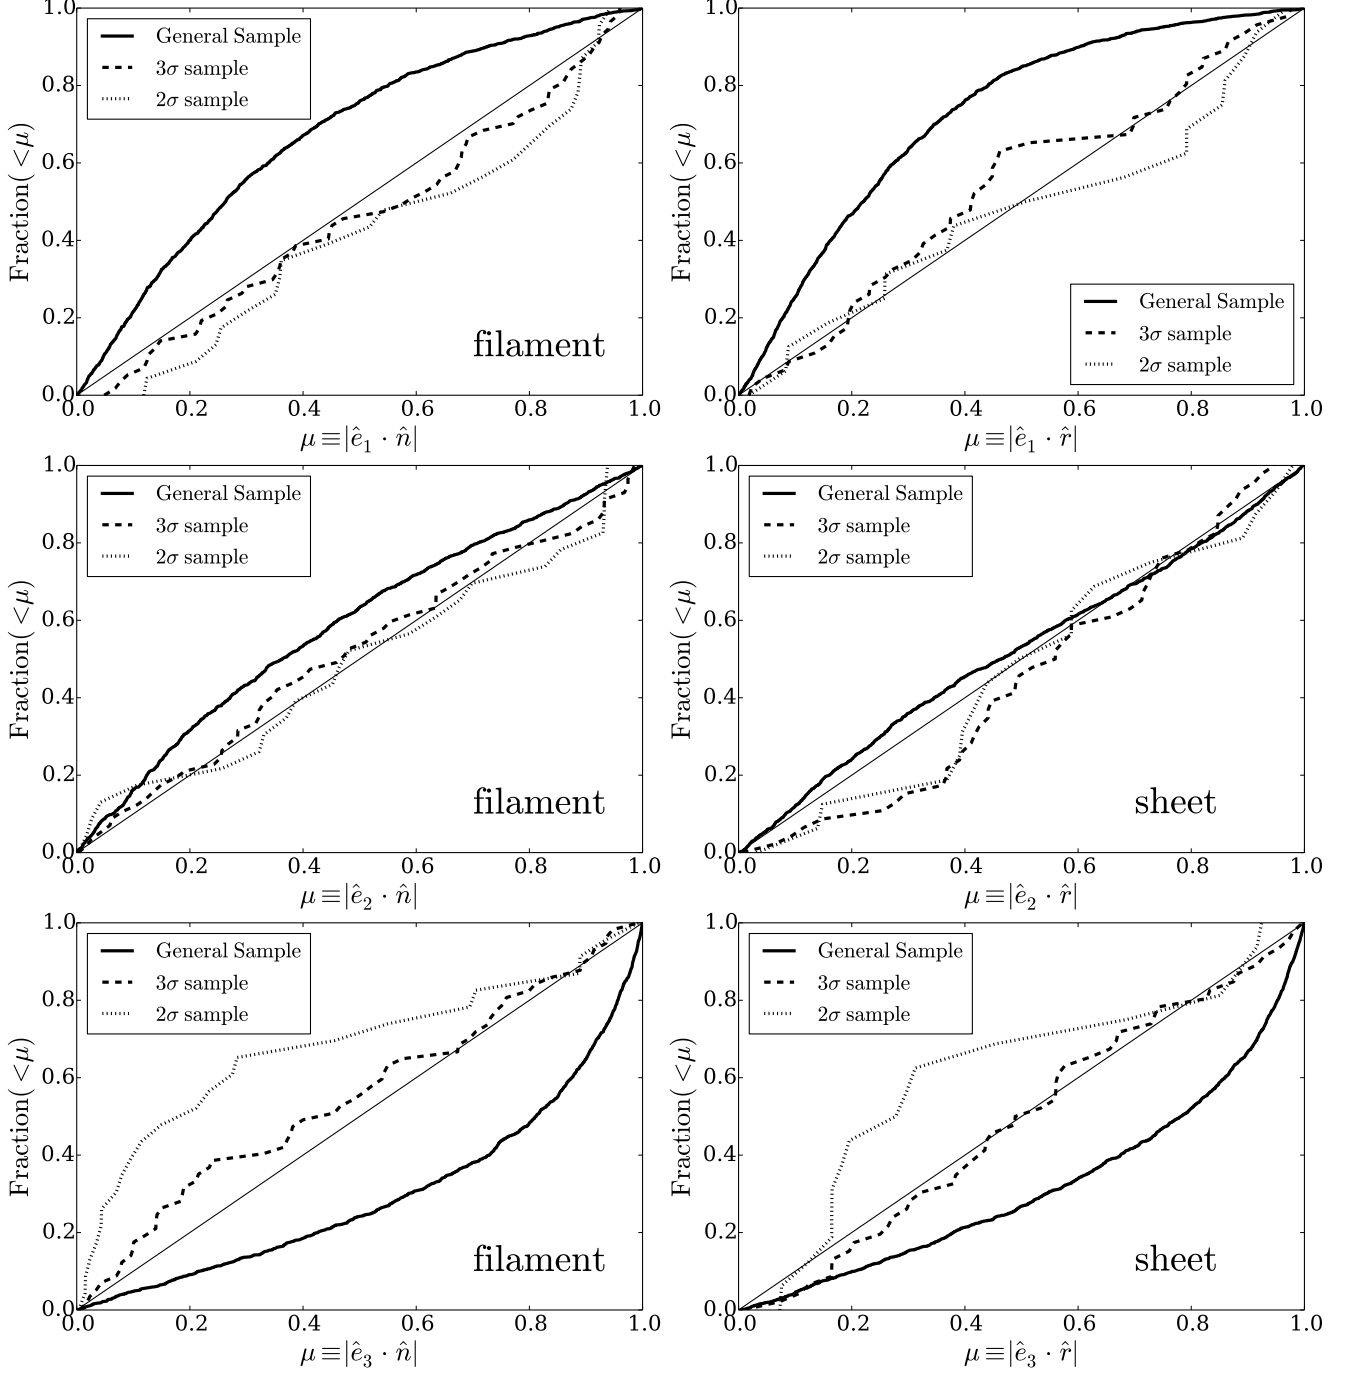 1.0
0.8
0.6
0.4
0.2
0.0
Fraction(<μ)
General Sample
3σ sample
2σ sample
filament
0.0 0.2 0.4 0.6 0.8 1.0
μ≡|ê₁ · n̂|
1.0
0.8
0.6
0.4
0.2
0.0
Fraction(<μ)
General Sample
3σ sample
2σ sample
0.0 0.2 0.4 0.6 0.8 1.0
μ≡|ê₁ · r̂|
1.0
0.8
0.6
0.4
0.2
0.0
Fraction(<μ)
General Sample
3σ sample
2σ sample
filament
0.0 0.2 0.4 0.6 0.8 1.0
μ≡|ê₂ · n̂|
1.0
0.8
0.6
0.4
0.2
0.0
Fraction(<μ)
General Sample
3σ sample
2σ sample
sheet
0.0 0.2 0.4 0.6 0.8 1.0
μ≡|ê₂ · r̂|
1.0
0.8
0.6
0.4
0.2
0.0
Fraction(<μ)
General Sample
3σ sample
2σ sample
filament
0.0 0.2 0.4 0.6 0.8 1.0
μ≡|ê₃ · n̂|
1.0
0.8
0.6
0.4
0.2
0.0
Fraction(<μ)
General Sample
3σ sample
2σ sample
sheet
0.0 0.2 0.4 0.6 0.8 1.0
μ≡|ê₃ · r̂|